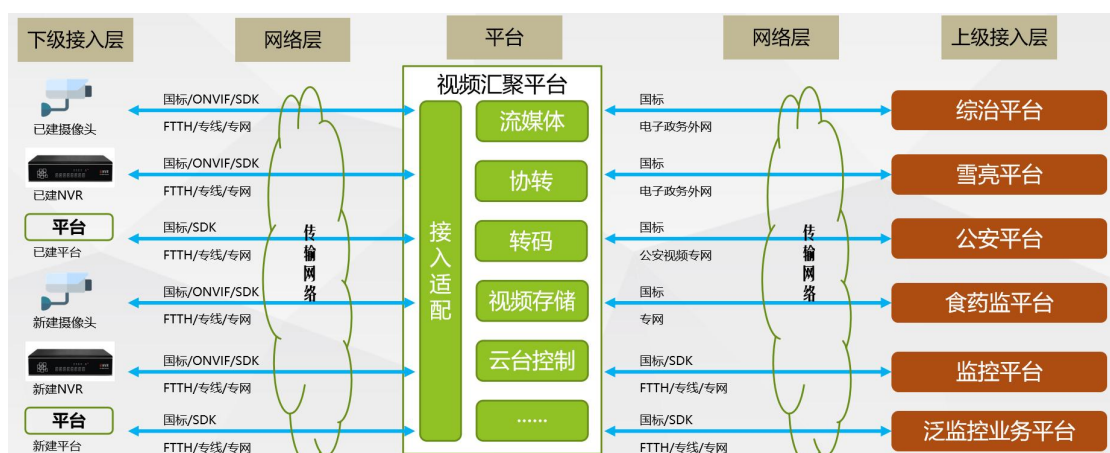 下级接入层
网络层
平台
网络层
上级接入层
视频汇聚平台
已建摄像头
国标/ONVIF/SDK
FTTH/专线/专网
已建NVR
国标/ONVIF/SDK
FTTH/专线/专网
平台
已建平台
国标/SDK
FTTH/专线/专网
新建摄像头
国标/ONVIF/SDK
FTTH/专线/专网
新建NVR
国标/ONVIF/SDK
FTTH/专线/专网
平台
新建平台
国标/SDK
FTTH/专线/专网
传输网络
接入适配
流媒体
协转
转码
视频存储
云台控制
......
国标
电子政务外网
国标
电子政务外网
国标
公安视频专网
国标
专网
国标/SDK
FTTH/专线/专网
国标/SDK
FTTH/专线/专网
传输网络
综治平台
雪亮平台
公安平台
食药监平台
监控平台
泛监控业务平台